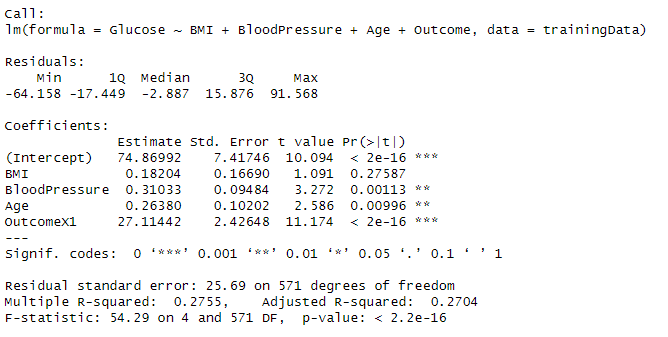 Call:
lm(formula = Glucose ~ BMI + BloodPressure + Age + Outcome, data = trainingData)
Residuals:
    Min      1Q  Median      3Q     Max
-64.158 -17.449  -2.887  15.876  91.568
Coefficients:
              Estimate Std. Error t value Pr(>|t|)
(Intercept)   74.86992    7.41746  10.094  < 2e-16 ***
BMI            0.18204    0.16690   1.091  0.27587
BloodPressure  0.31033    0.09484   3.272  0.00113 **
Age            0.26380    0.10202   2.586  0.00996 **
OutcomeX1     27.11442    2.42648  11.174  < 2e-16 ***
---
Signif. codes:  0 ‘***’ 0.001 ‘**’ 0.01 ‘*’ 0.05 ‘.’ 0.1 ‘ ’ 1
Residual standard error: 25.69 on 571 degrees of freedom
Multiple R-squared:  0.2755,    Adjusted R-squared:  0.2704
F-statistic: 54.29 on 4 and 571 DF,  p-value: < 2.2e-16